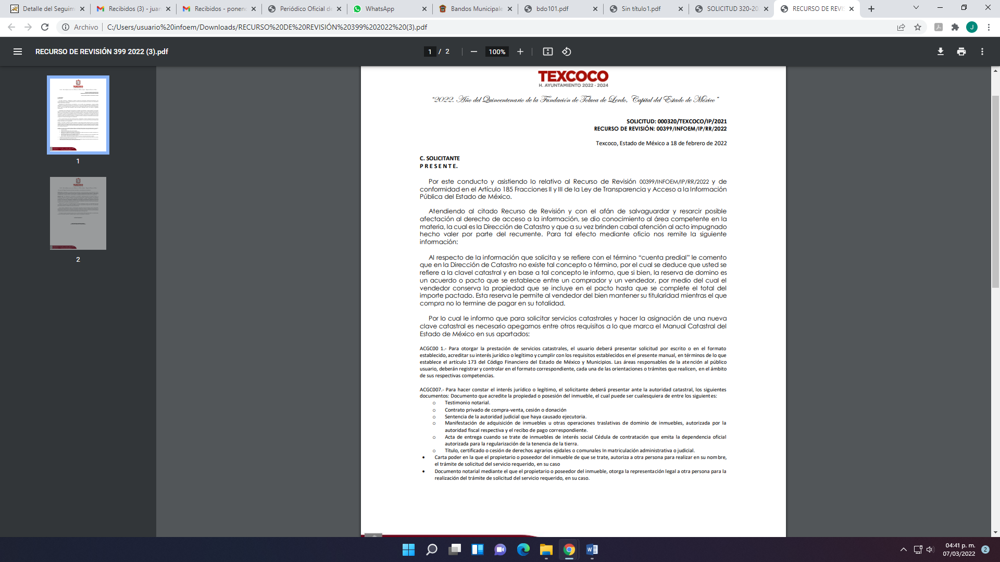 Detalle del Seguim
Recibidos (3) - juan
Recibidos - ponenc
Periódico Oficial de
WhatsApp
Bandos Municipale
bdo101.pdf
Sin título1.pdf
SOLICITUD 320-20
RECURSO DE REVIS
Archivo
C:/Users/usuario%20infoem/Downloads/RECURSO%20DE%20REVISIÓN%20399%202022%20(3).pdf
J
RECURSO DE REVISIÓN 399 2022 (3).pdf
1 / 2
100%
1
2
TEXCOCO
H. AYUNTAMIENTO 2022 - 2024
"2022. Año del Quincentenario de la Fundación de Toluca de Lerdo, Capital del Estado de México"
SOLICITUD: 000320/TEXCOCO/IP/2021
RECURSO DE REVISIÓN: 00399/INFOEM/IP/RR/2022
Texcoco, Estado de México a 18 de febrero de 2022
C. SOLICITANTE
P R E S E N T E.
Por este conducto y asistiendo lo relativo al Recurso de Revisión 00399/INFOEM/IP/RR/2022 y de
conformidad en el Artículo 185 Fracciones II y III de la Ley de Transparencia y Acceso a la Información
Pública del Estado de México.
Atendiendo al citado Recurso de Revisión y con el afán de salvaguardar y resarcir posible
afectación al derecho de acceso a la información, se dio conocimiento al área competente en la
materia, la cual es la Dirección de Catastro y que a su vez brinden cabal atención al acto impugnado
hecho valer por parte del recurrente. Para tal efecto mediante oficio nos remite la siguiente
información:
Al respecto de la información que solicita y se refiere con el término “cuenta predial” le comento
que en la Dirección de Catastro no existe tal concepto o término, por el cual se deduce que usted se
refiere a la clavel catastral y en base a tal concepto le informo, que si bien, la reserva de domino es
un acuerdo o pacto que se establece entre un comprador y un vendedor, por medio del cual el
vendedor conserva la propiedad que se incluye en el pacto hasta que se complete el total del
importe pactado. Esta reserva le permite al vendedor del bien mantener su titularidad mientras el que
compra no lo termine de pagar en su totalidad.
Por lo cual le informo que para solicitar servicios catastrales y hacer la asignación de una nueva
clave catastral es necesario apegarnos entre otros requisitos a lo que marca el Manual Catastral del
Estado de México en sus apartados:
ACGC00 1.- Para otorgar la prestación de servicios catastrales, el usuario deberá presentar solicitud por escrito o en el formato
establecido, acreditar su interés jurídico o legítimo y cumplir con los requisitos establecidos en el presente manual, en términos de lo que
establece el artículo 173 del Código Financiero del Estado de México y Municipios. Las áreas responsables de la atención al público
usuario, deberán registrar y controlar en el formato correspondiente, cada una de las orientaciones o trámites que realicen, en el ámbito
de sus respectivas competencias.
ACGC007.- Para hacer constar el interés jurídico o legítimo, el solicitante deberá presentar ante la autoridad catastral, los siguientes
documentos: Documento que acredite la propiedad o posesión del inmueble, el cual puede ser cualesquiera de entre los siguientes:
o Testimonio notarial.
o Contrato privado de compra-venta, cesión o donación
o Sentencia de la autoridad judicial que haya causado ejecutoria.
o Manifestación de adquisición de inmuebles u otras operaciones traslativas de dominio de inmuebles, autorizada por la
autoridad fiscal respectiva y el recibo de pago correspondiente.
o Acta de entrega cuando se trate de inmuebles de interés social Cédula de contratación que emita la dependencia oficial
autorizada para la regularización de la tenencia de la tierra.
o Título, certificado o cesión de derechos agrarios ejidales o comunales In matriculación administrativa o judicial.
• Carta poder en la que el propietario o poseedor del inmueble de que se trate, autoriza a otra persona para realizar en su nombre,
el trámite de solicitud del servicio requerido, en su caso
• Documento notarial mediante el que el propietario o poseedor del inmueble, otorga la representación legal a otra persona para la
realización del trámite de solicitud del servicio requerido, en su caso.
04:41 p. m.
07/03/2022
2